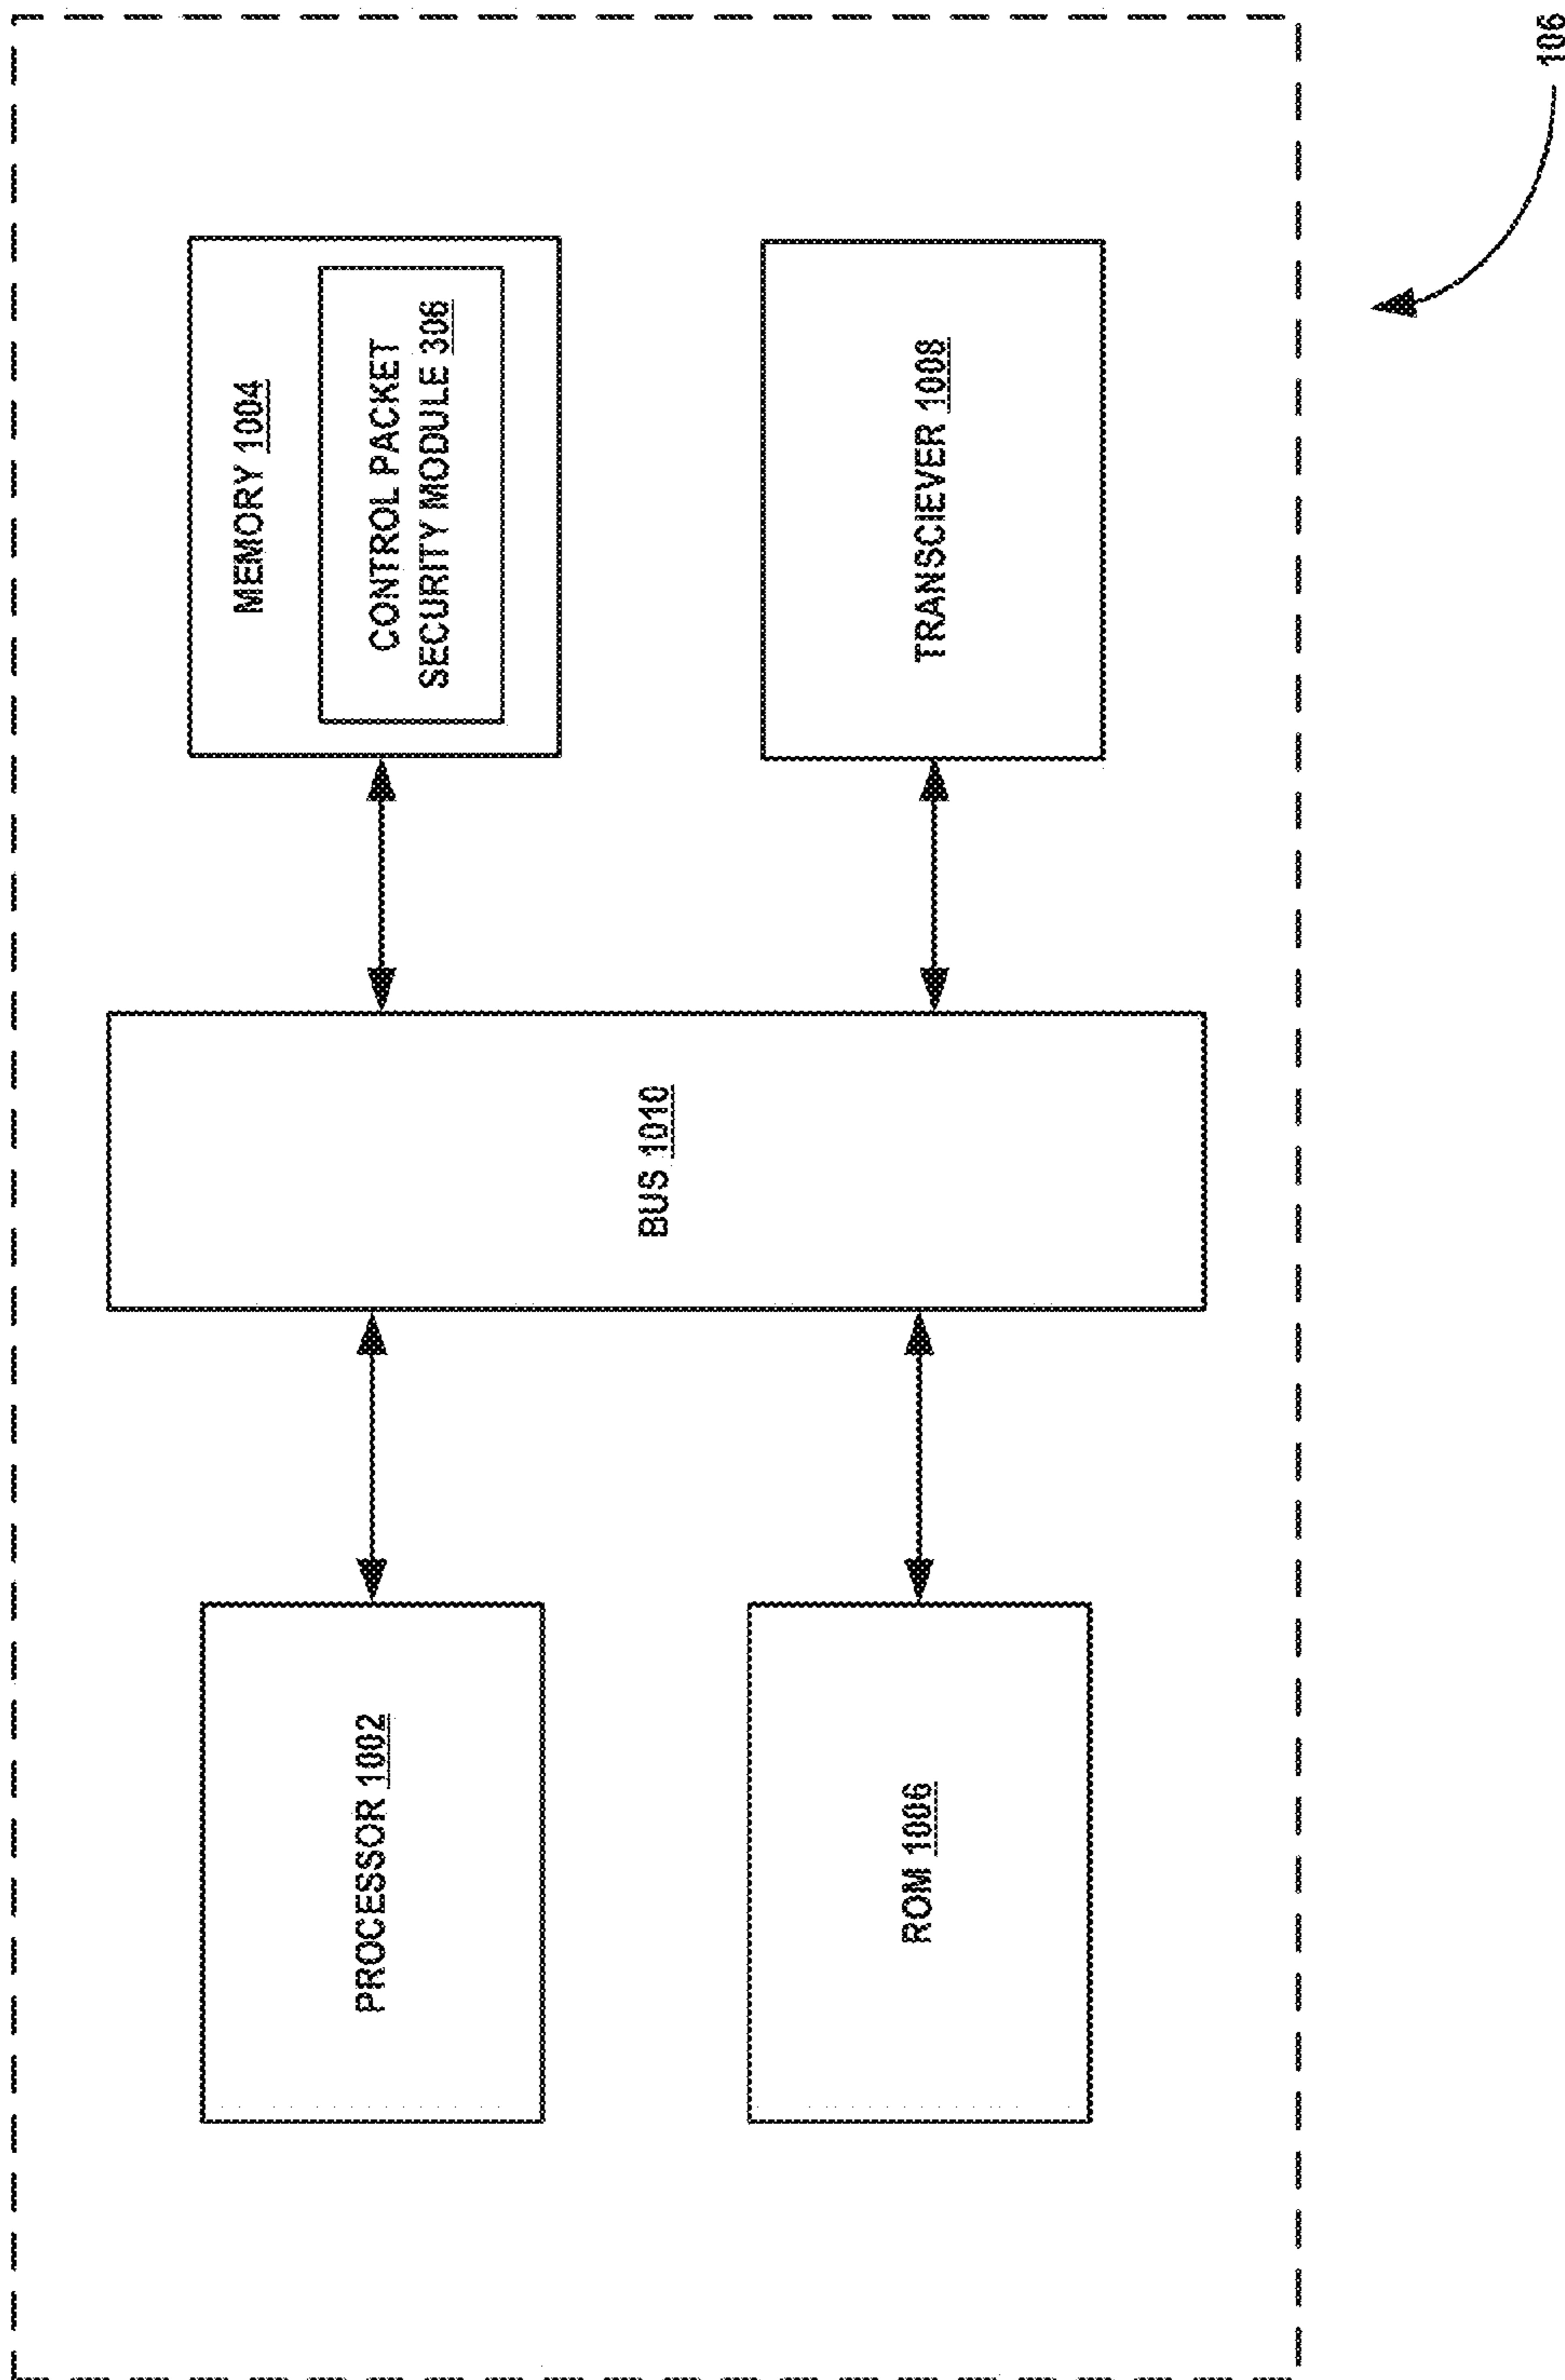 PROCESSOR 1002
ROM 1006
BUS 1010
MEMORY 1004
CONTROL PACKET
SECURITY MODULE 306
TRANSCIEVER 1008
106